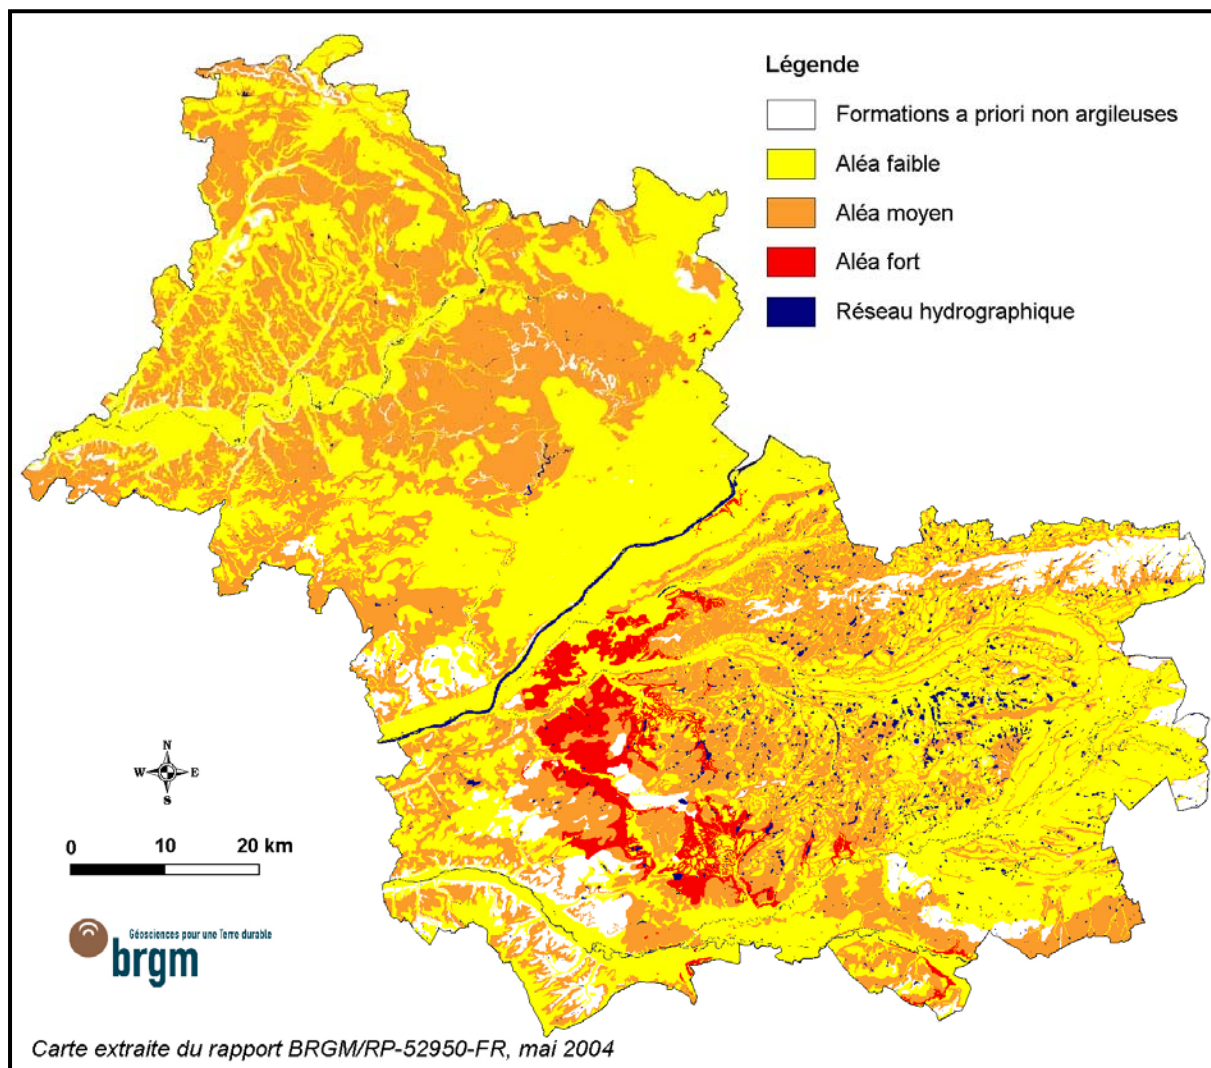 Légende
Formations a priori non argileuses
Aléa faible
Aléa moyen
Aléa fort
Réseau hydrographique
N
W E
S
0 10 20 km
Géosciences pour une Terre durable
brgm
Carte extraite du rapport BRGM/RP-52950-FR, mai 2004